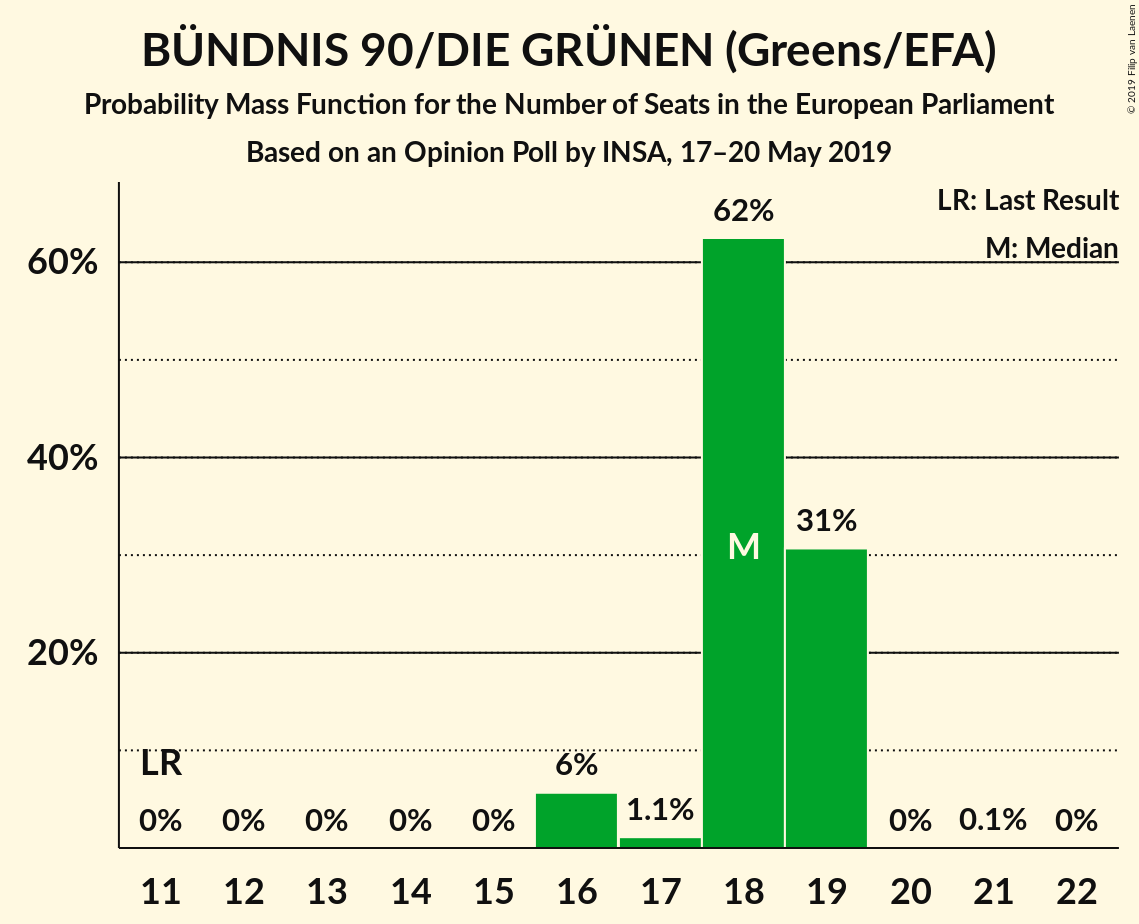 BÜNDNIS 90/DIE GRÜNEN (Greens/EFA)
Probability Mass Function for the Number of Seats in the European Parliament
Based on an Opinion Poll by INSA, 17–20 May 2019
© 2019 Filip van Laenen
LR: Last Result
M: Median
62%
60%
40%
31%
M
20%
LR
6%
1.1%
0% 0% 0% 0% 0% 0% 0.1% 0%
11 12 13 14 15 16 17 18 19 20 21 22